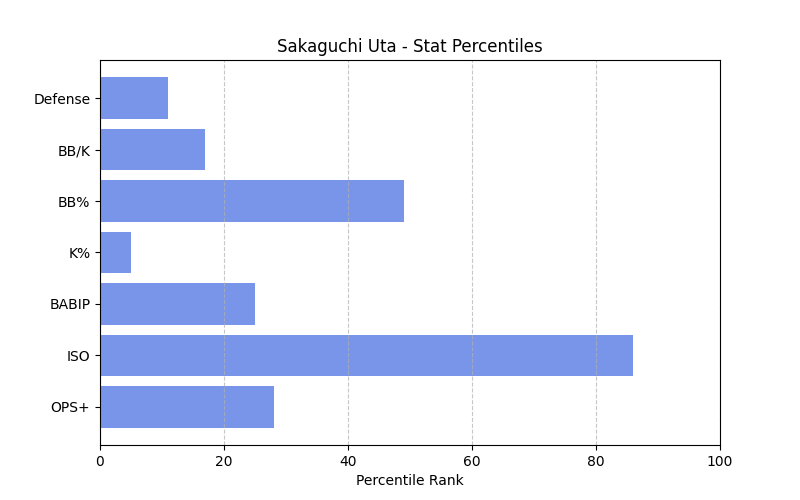 Sakaguchi Uta - Stat Percentiles
Defense
BB/K
BB%
K%
BABIP
ISO
OPS+
0 20 40 60 80 100
Percentile Rank